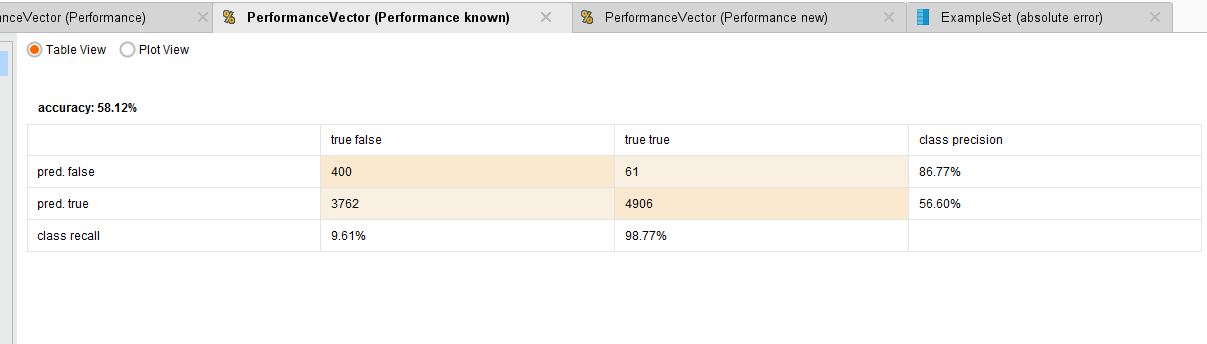 nceVector (Performance) PerformanceVector (Performance known) PerformanceVector (Performance new) ExampleSet (absolute error)
Table View Plot View
accuracy: 58.12%
true false true true class precision
pred. false 400 61 86.77%
pred. true 3762 4906 56.60%
class recall 9.61% 98.77%